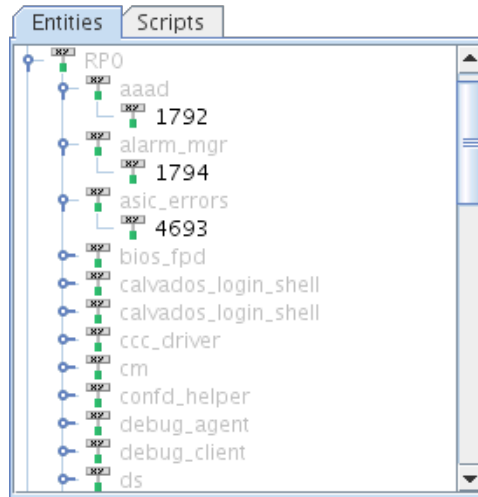 Entities Scripts
RP0
aaad
1792
alarm_mgr
1794
asic_errors
4693
bios_fpd
calvados_login_shell
calvados_login_shell
ccc_driver
cm
confd_helper
debug_agent
debug_client
ds